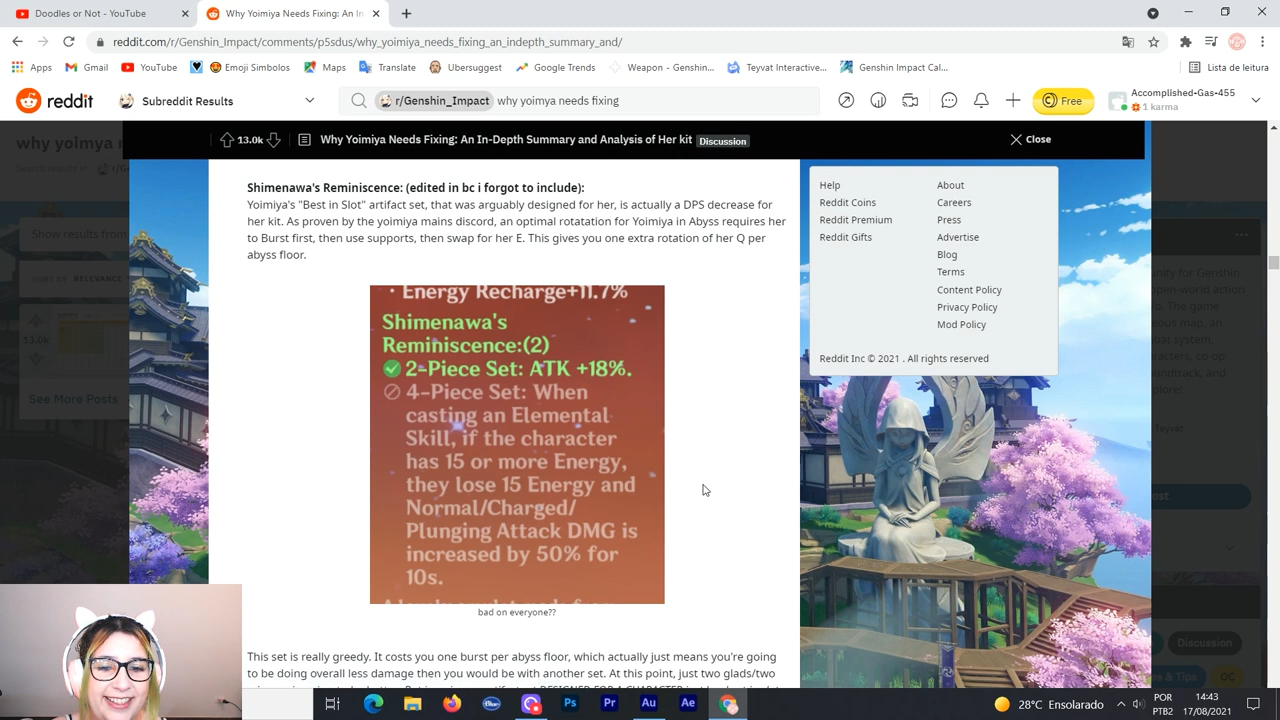 Doodles or Not - YouTube
Why Yoimiya Needs Fixing: An In
reddit.com/r/Genshin_Impact/comments/p5sdus/why_yoimiya_needs_fixing_an_indepth_summary_and/
Apps
Gmail
YouTube
Emoji Simbolos
Maps
Translate
Ubersuggest
Google Trends
Weapon - Genshin...
Teyvat Interactive...
Genshin Impact Cal...
Lista de leitura
reddit
Subreddit Results
r/Genshin_Impact why yoimya needs fixing
Free
Accomplished-Gas-455
1 karma
13.0k
Why Yoimiya Needs Fixing: An In-Depth Summary and Analysis of Her kit
Discussion
Close
Show results from
RELEVANCE
13.0k
See More Posts
Shimenawa's Reminiscence: (edited in bc i forgot to include):
Yoimiya's "Best in Slot" artifact set, that was arguably designed for her, is actually a DPS decrease for
her kit. As proven by the yoimiya mains discord, an optimal rotatation for Yoimiya in Abyss requires her
to Burst first, then use supports, then swap for her E. This gives you one extra rotation of her Q per
abyss floor.
· Energy Recharge+11.7%
Shimenawa's
Reminiscence:(2)
2-Piece Set: ATK +18%.
4-Piece Set: When
casting an Elemental
Skill, if the character
has 15 or more Energy,
they lose 15 Energy and
Normal/Charged/
Plunging Attack DMG is
increased by 50% for
10s.
bad on everyone??
This set is really greedy. It costs you one burst per abyss floor, which actually just means you're going
to be doing overall less damage then you would be with another set. At this point, just two glads/two
Help
Reddit Coins
Reddit Premium
Reddit Gifts
About
Careers
Press
Advertise
Blog
Terms
Content Policy
Privacy Policy
Mod Policy
Reddit Inc © 2021 . All rights reserved
Discussion
28°C Ensolarado
POR
PTB2
14:43
17/08/2021